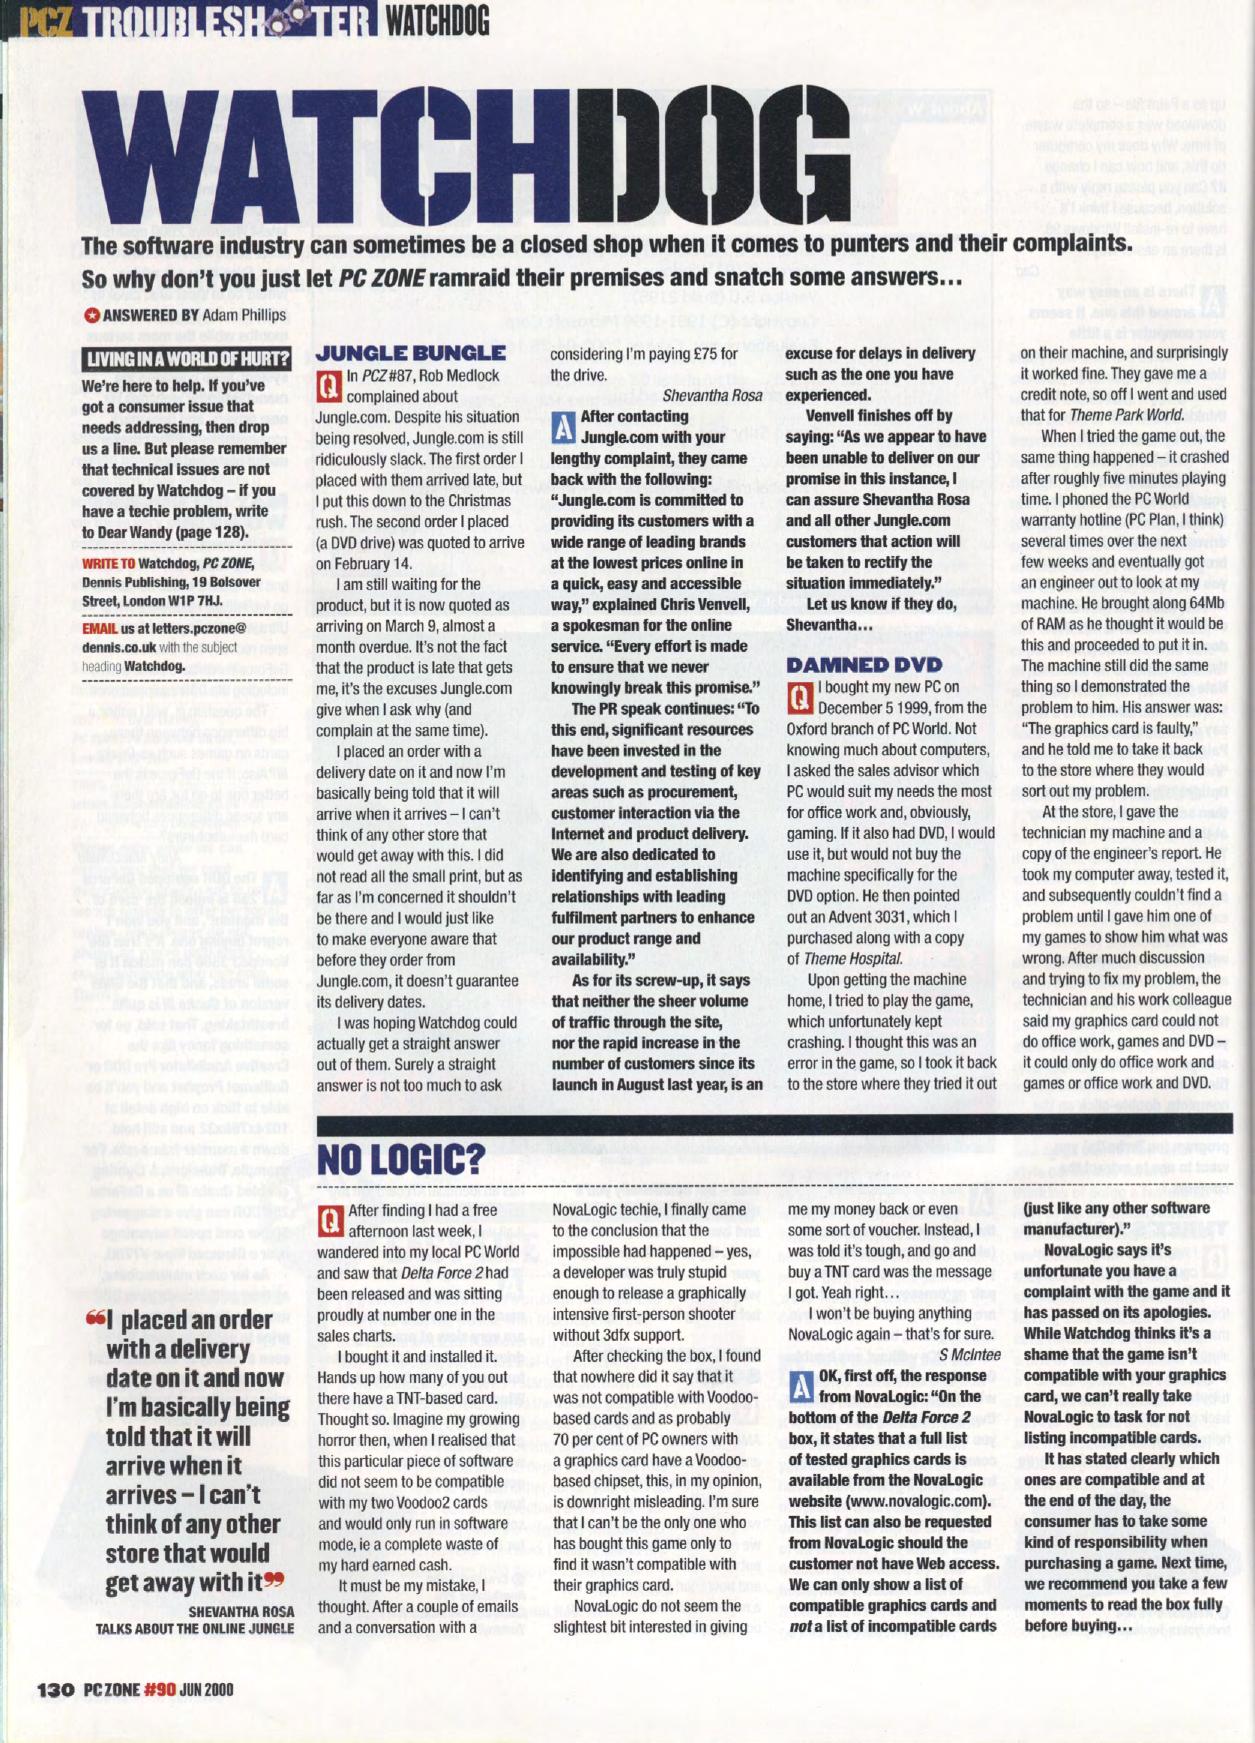 PCZ TROUBLESHOOTER WATCHDOG
WATCHDOG
The software industry can sometimes be a closed shop when it comes to punters and their complaints.
So why don't you just let PC ZONE ramraid their premises and snatch some answers...
ANSWERED BY Adam Phillips
LIVING IN A WORLD OF HURT?
We're here to help. If you've
got a consumer issue that
needs addressing, then drop
us a line. But please remember
that technical issues are not
covered by Watchdog – if you
have a techie problem, write
to Dear Wandy (page 128).
WRITE TO Watchdog, PC ZONE,
Dennis Publishing, 19 Bolsover
Street, London W1P 7HJ.
EMAIL us at letters.pczone@
dennis.co.uk with the subject
heading Watchdog.
JUNGLE BUNGLE
Q In PCZ #87, Rob Medlock
complained about
Jungle.com. Despite his situation
being resolved, Jungle.com is still
ridiculously slack. The first order I
placed with them arrived late, but
I put this down to the Christmas
rush. The second order I placed
(a DVD drive) was quoted to arrive
on February 14.
I am still waiting for the
product, but it is now quoted as
arriving on March 9, almost a
month overdue. It's not the fact
that the product is late that gets
me, it's the excuses Jungle.com
give when I ask why (and
complain at the same time).
I placed an order with a
delivery date on it and now I'm
basically being told that it will
arrive when it arrives – I can't
think of any other store that
would get away with this. I did
not read all the small print, but as
far as I'm concerned it shouldn't
be there and I would just like
to make everyone aware that
before they order from
Jungle.com, it doesn't guarantee
its delivery dates.
I was hoping Watchdog could
actually get a straight answer
out of them. Surely a straight
answer is not too much to ask
considering I'm paying £75 for
the drive.
Shevantha Rosa
A After contacting
Jungle.com with your
lengthy complaint, they came
back with the following:
"Jungle.com is committed to
providing its customers with a
wide range of leading brands
at the lowest prices online in
a quick, easy and accessible
way," explained Chris Venvell,
a spokesman for the online
service. "Every effort is made
to ensure that we never
knowingly break this promise."
The PR speak continues: "To
this end, significant resources
have been invested in the
development and testing of key
areas such as procurement,
customer interaction via the
Internet and product delivery.
We are also dedicated to
identifying and establishing
relationships with leading
fulfilment partners to enhance
our product range and
availability."
As for its screw-up, it says
that neither the sheer volume
of traffic through the site,
nor the rapid increase in the
number of customers since its
launch in August last year, is an
excuse for delays in delivery
such as the one you have
experienced.
Venvell finishes off by
saying: "As we appear to have
been unable to deliver on our
promise in this instance, I
can assure Shevantha Rosa
and all other Jungle.com
customers that action will
be taken to rectify the
situation immediately."
Let us know if they do,
Shevantha...
DAMNED DVD
Q I bought my new PC on
December 5 1999, from the
Oxford branch of PC World. Not
knowing much about computers,
I asked the sales advisor which
PC would suit my needs the most
for office work and, obviously,
gaming. If it also had DVD, I would
use it, but would not buy the
machine specifically for the
DVD option. He then pointed
out an Advent 3031, which I
purchased along with a copy
of Theme Hospital.
Upon getting the machine
home, I tried to play the game,
which unfortunately kept
crashing. I thought this was an
error in the game, so I took it back
to the store where they tried it out
on their machine, and surprisingly
it worked fine. They gave me a
credit note, so off I went and used
that for Theme Park World.
When I tried the game out, the
same thing happened – it crashed
after roughly five minutes playing
time. I phoned the PC World
warranty hotline (PC Plan, I think)
several times over the next
few weeks and eventually got
an engineer out to look at my
machine. He brought along 64Mb
of RAM as he thought it would be
this and proceeded to put it in.
The machine still did the same
thing so I demonstrated the
problem to him. His answer was:
"The graphics card is faulty,"
and he told me to take it back
to the store where they would
sort out my problem.
At the store, I gave the
technician my machine and a
copy of the engineer's report. He
took my computer away, tested it,
and subsequently couldn't find a
problem until I gave him one of
my games to show him what was
wrong. After much discussion
and trying to fix my problem, the
technician and his work colleague
said my graphics card could not
do office work, games and DVD –
it could only do office work and
games or office work and DVD.
NO LOGIC?
Q After finding I had a free
afternoon last week, I
wandered into my local PC World
and saw that Delta Force 2 had
been released and was sitting
proudly at number one in the
sales charts.
I bought it and installed it.
Hands up how many of you out
there have a TNT-based card.
Thought so. Imagine my growing
horror then, when I realised that
this particular piece of software
did not seem to be compatible
with my two Voodoo2 cards
and would only run in software
mode, ie a complete waste of
my hard earned cash.
It must be my mistake, I
thought. After a couple of emails
and a conversation with a
NovaLogic techie, I finally came
to the conclusion that the
impossible had happened – yes,
a developer was truly stupid
enough to release a graphically
intensive first-person shooter
without 3dfx support.
After checking the box, I found
that nowhere did it say that it
was not compatible with Voodoo-
based cards and as probably
70 per cent of PC owners with
a graphics card have a Voodoo-
based chipset, this, in my opinion,
is downright misleading. I'm sure
that I can't be the only one who
has bought this game only to
find it wasn't compatible with
their graphics card.
NovaLogic do not seem the
slightest bit interested in giving
me my money back or even
some sort of voucher. Instead, I
was told it's tough, and go and
buy a TNT card was the message
I got. Yeah right...
I won't be buying anything
NovaLogic again – that's for sure.
S McIntee
A OK, first off, the response
from NovaLogic: "On the
bottom of the Delta Force 2
box, it states that a full list
of tested graphics cards is
available from the NovaLogic
website (www.novalogic.com).
This list can also be requested
from NovaLogic should the
customer not have Web access.
We can only show a list of
compatible graphics cards and
not a list of incompatible cards
(just like any other software
manufacturer)."
NovaLogic says it's
unfortunate you have a
complaint with the game and it
has passed on its apologies.
While Watchdog thinks it's a
shame that the game isn't
compatible with your graphics
card, we can't really take
NovaLogic to task for not
listing incompatible cards.
It has stated clearly which
ones are compatible and at
the end of the day, the
consumer has to take some
kind of responsibility when
purchasing a game. Next time,
we recommend you take a few
moments to read the box fully
before buying...
“I placed an order
with a delivery
date on it and now
I'm basically being
told that it will
arrive when it
arrives – I can't
think of any other
store that would
get away with it”
SHEVANTHA ROSA
TALKS ABOUT THE ONLINE JUNGLE
130 PC ZONE #90 JUN 2000